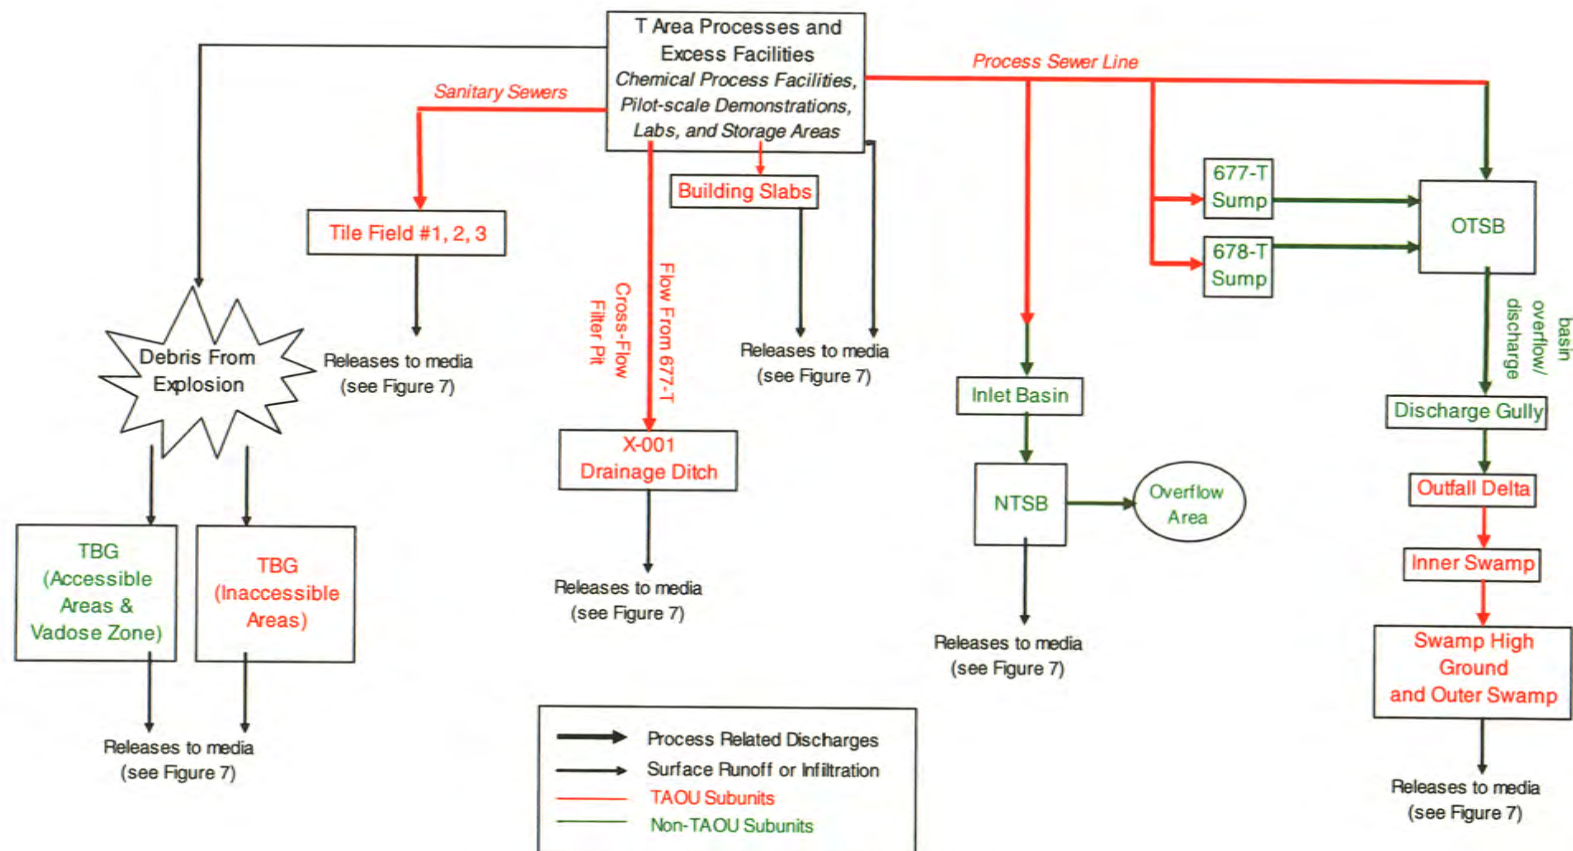 T Area Processes and
Excess Facilities
Chemical Process Facilities,
Pilot-scale Demonstrations,
Labs, and Storage Areas
Process Sewer Line
Sanitary Sewers
Building Slabs
677-T
Sump
678-T
Sump
OTSB
Tile Field #1, 2, 3
Flow From 677-T
Cross-Flow
Filter Pit
basin
overflow/
discharge
Debris From
Explosion
Releases to media
(see Figure 7)
Releases to media
(see Figure 7)
Inlet Basin
Discharge Gully
X-001
Drainage Ditch
NTSB
Overflow
Area
Outfall Delta
Inner Swamp
TBG
(Accessible
Areas &
Vadose Zone)
TBG
(Inaccessible
Areas)
Releases to media
(see Figure 7)
Releases to media
(see Figure 7)
Swamp High
Ground
and Outer Swamp
Releases to media
(see Figure 7)
Releases to media
(see Figure 7)
Process Related Discharges
Surface Runoff or Infiltration
TAOU Subunits
Non-TAOU Subunits